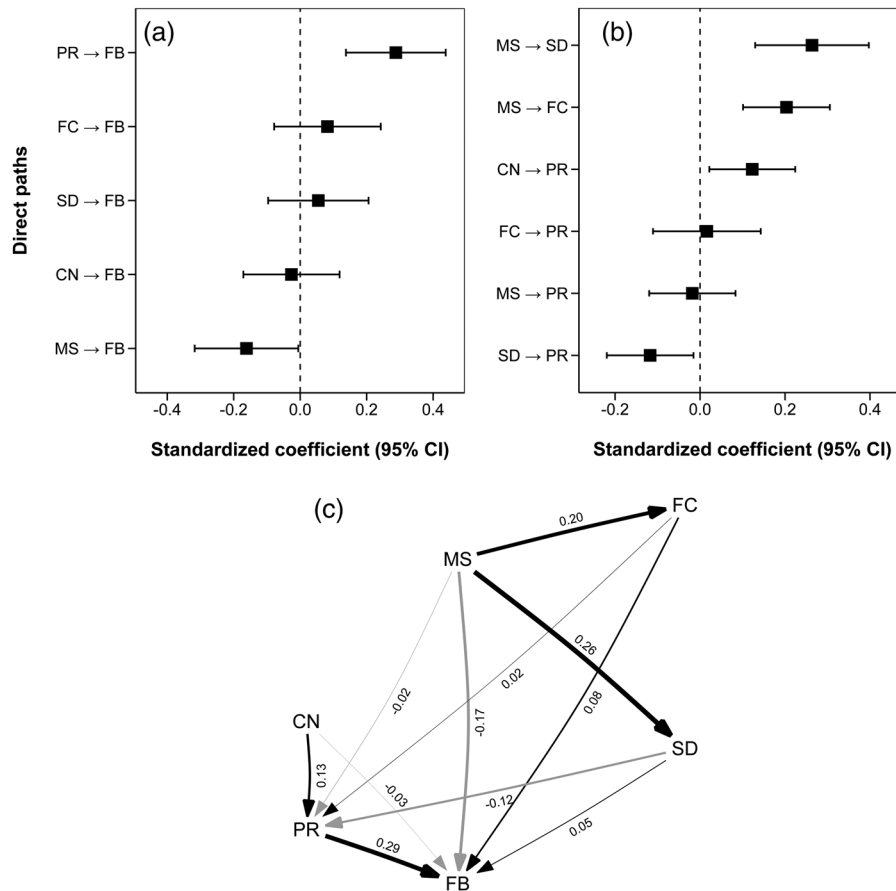 (a)
PR → FB
FC → FB
SD → FB
CN → FB
MS → FB
Direct paths
-0.4 -0.2 0.0 0.2 0.4
Standardized coefficient (95% CI)
(b)
MS → SD
MS → FC
CN → PR
FC → PR
MS → PR
SD → PR
-0.2 0.0 0.2 0.4
Standardized coefficient (95% CI)
(c)
FC
0.20
MS
0.26
0.02
-0.02
0.08
-0.17
CN
SD
0.13
-0.03
-0.12
PR
0.05
0.29
FB